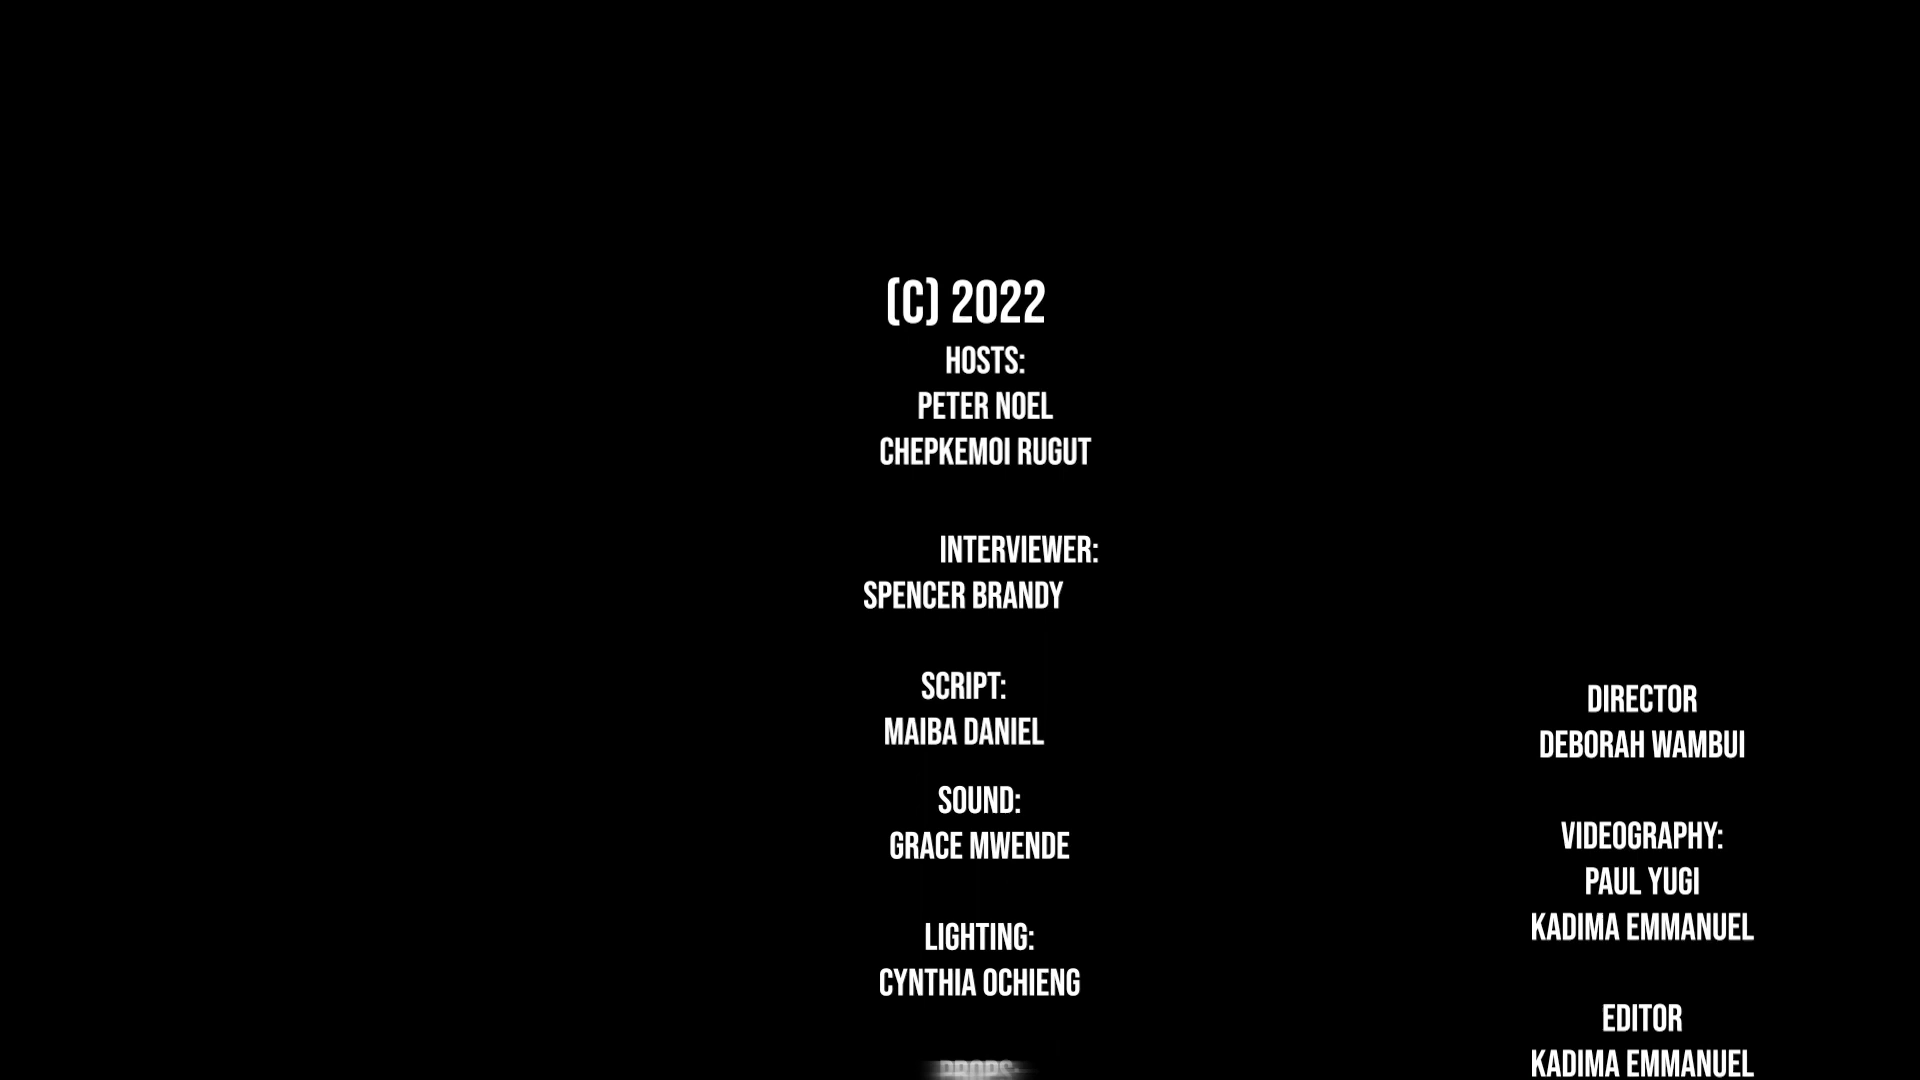 (C) 2022
HOSTS:
PETER NOEL
CHEPKEMOI RUGUT
INTERVIEWER:
SPENCER BRANDY
SCRIPT:
MAIBA DANIEL
SOUND:
GRACE MWENDE
LIGHTING:
CYNTHIA OCHIENG
PROPS:
DIRECTOR
DEBORAH WAMBUI
VIDEOGRAPHY:
PAUL YUGI
KADIMA EMMANUEL
EDITOR
KADIMA EMMANUEL